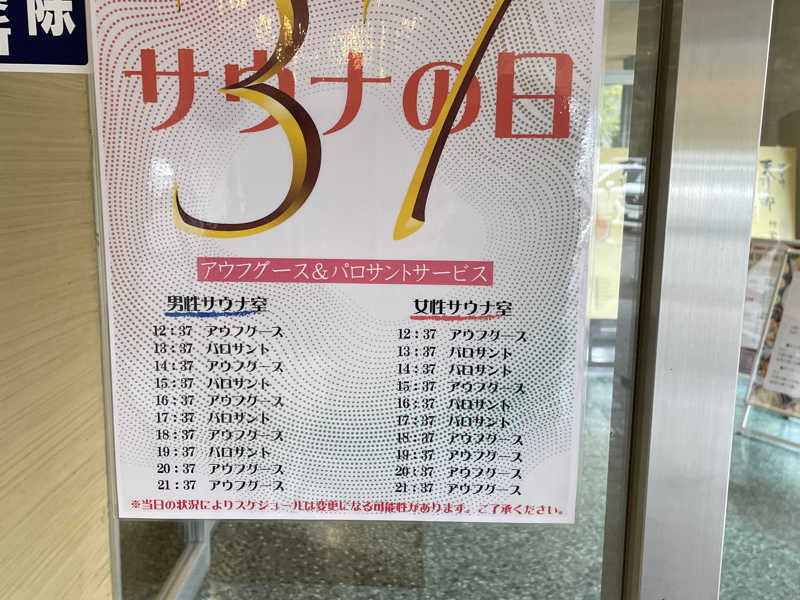 除
37
サウナの日
アウフグース&パロサントサービス
男性サウナ室
12:37 アウフグース
13:37 パロサント
14:37 アウフグース
15:37 パロサント
16:37 アウフグース
17:37 パロサント
18:37 アウフグース
19:37 パロサント
20:37 アウフグース
21:37 アウフグース
女性サウナ室
12:37 アウフグース
13:37 パロサント
14:37 パロサント
15:37 アウフグース
16:37 パロサント
17:37 パロサント
18:37 アウフグース
19:37 アウフグース
20:37 アウフグース
21:37 アウフグース
※当日の状況によりスケジュールは変更になる可能性があります。ご了承ください。